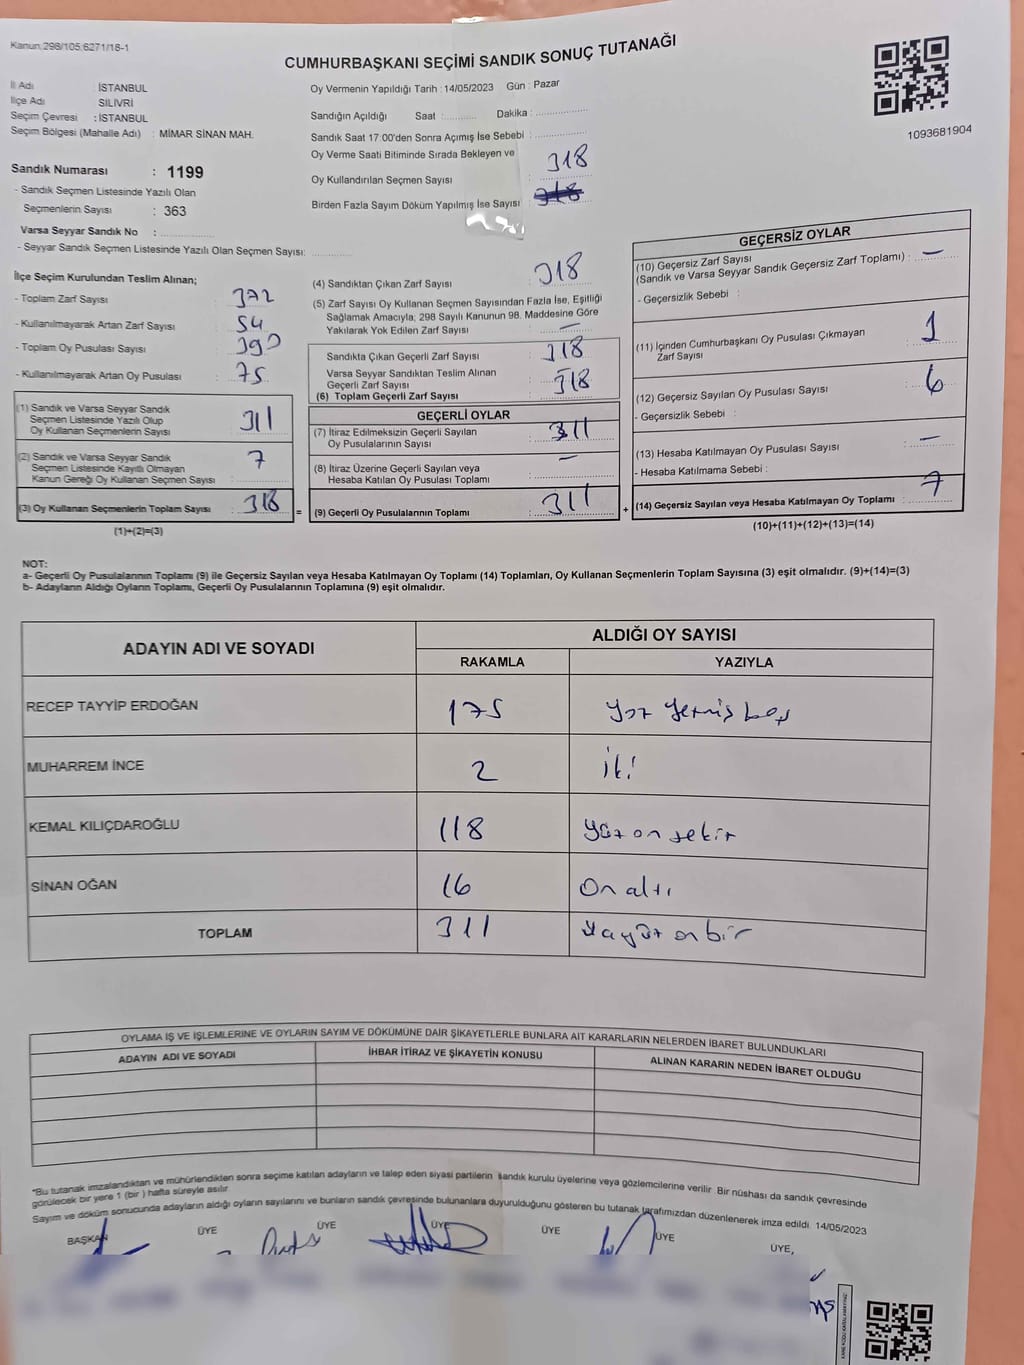 Kanun:298/105;6271/18-1
CUMHURBAŞKANI SEÇİMİ SANDIK SONUÇ TUTANAĞI
1093681904
İl Adı : İSTANBUL
İlçe Adı : SİLİVRİ
Seçim Çevresi : İSTANBUL
Seçim Bölgesi (Mahalle Adı) : MİMAR SİNAN MAH.
Sandık Numarası : 1199
- Sandık Seçmen Listesinde Yazılı Olan
Seçmenlerin Sayısı : 363
Varsa Seyyar Sandık No :
- Seyyar Sandık Seçmen Listesinde Yazılı Olan Seçmen Sayısı:
Oy Vermenin Yapıldığı Tarih : 14/05/2023 Gün : Pazar
Sandığın Açıldığı Saat : Dakika :
Sandık Saat 17:00'den Sonra Açımış İse Sebebi :
Oy Verme Saati Bitiminde Sırada Bekleyen ve
Oy Kullandırılan Seçmen Sayısı : 318
Birden Fazla Sayım Döküm Yapılmış İse Sayısı : 318
İlçe Seçim Kurulundan Teslim Alınan;
- Toplam Zarf Sayısı : 372
- Kullanılmayarak Artan Zarf Sayısı : 54
- Toplam Oy Pusulası Sayısı : 390
- Kullanılmayarak Artan Oy Pusulası : 75
(1) Sandık ve Varsa Seyyar Sandık
Seçmen Listesinde Yazılı Olup
Oy Kullanan Seçmenlerin Sayısı : 311
(2) Sandık ve Varsa Seyyar Sandık
Seçmen Listesinde Kayıtlı Olmayan
Kanun Gereği Oy Kullanan Seçmen Sayısı : 7
(3) Oy Kullanan Seçmenlerin Toplam Sayısı : 318 =
(1)+(2)=(3)
(4) Sandıktan Çıkan Zarf Sayısı : 318
(5) Zarf Sayısı Oy Kullanan Seçmen Sayısından Fazla İse, Eşitliği
Sağlamak Amacıyla; 298 Sayılı Kanunun 98. Maddesine Göre
Yakılarak Yok Edilen Zarf Sayısı : —
Sandıkta Çıkan Geçerli Zarf Sayısı : 318
Varsa Seyyar Sandıktan Teslim Alınan
Geçerli Zarf Sayısı
(6) Toplam Geçerli Zarf Sayısı : 318
GEÇERLİ OYLAR
(7) İtiraz Edilmeksizin Geçerli Sayılan
Oy Pusulalarının Sayısı : 311
(8) İtiraz Üzerine Geçerli Sayılan veya
Hesaba Katılan Oy Pusulası Toplamı : —
(9) Geçerli Oy Pusulalarının Toplamı : 311 +
GEÇERSİZ OYLAR
(10) Geçersiz Zarf Sayısı
(Sandık ve Varsa Seyyar Sandık Geçersiz Zarf Toplamı) : —
- Geçersizlik Sebebi :
(11) İçinden Cumhurbaşkanı Oy Pusulası Çıkmayan
Zarf Sayısı : 1
(12) Geçersiz Sayılan Oy Pusulası Sayısı : 6
- Geçersizlik Sebebi :
(13) Hesaba Katılmayan Oy Pusulası Sayısı : —
- Hesaba Katılmama Sebebi :
(14) Geçersiz Sayılan veya Hesaba Katılmayan Oy Toplamı : 7
(10)+(11)+(12)+(13)=(14)
NOT:
a- Geçerli Oy Pusulalarının Toplamı (9) ile Geçersiz Sayılan veya Hesaba Katılmayan Oy Toplamı (14) Toplamları, Oy Kullanan Seçmenlerin Toplam Sayısına (3) eşit olmalıdır. (9)+(14)=(3)
b- Adayların Aldığı Oyların Toplamı, Geçerli Oy Pusulalarının Toplamına (9) eşit olmalıdır.
ADAYIN ADI VE SOYADI
ALDIĞI OY SAYISI
RAKAMLA YAZIYLA
RECEP TAYYİP ERDOĞAN 175 yüz yetmiş beş
MUHARREM İNCE 2 iki
KEMAL KILIÇDAROĞLU 118 yüz on sekiz
SİNAN OĞAN 16 On altı
TOPLAM 311 üçyüz onbir
OYLAMA İŞ VE İŞLEMLERİNE VE OYLARIN SAYIM VE DÖKÜMÜNE DAİR ŞİKAYETLERLE BUNLARA AİT KARARLARIN NELERDEN İBARET BULUNDUKLARI
ADAYIN ADI VE SOYADI İHBAR İTİRAZ VE ŞİKAYETİN KONUSU ALINAN KARARIN NEDEN İBARET OLDUĞU
*Bu tutanak imzalandıktan ve mühürlendikten sonra seçime katılan adayların ve talep eden siyasi partilerin sandık kurulu üyelerine veya gözlemcilerine verilir. Bir nüshası da sandık çevresinde
görülecek bir yere 1 (bir) hafta süreyle asılır.
Sayım ve döküm sonucunda adayların aldığı oyların sayılarını ve bunların sandık çevresinde bulunanlara duyurulduğunu gösteren bu tutanak tarafımızdan düzenlenerek imza edildi. 14/05/2023
BAŞKAN ÜYE ÜYE ÜYE ÜYE ÜYE ÜYE,